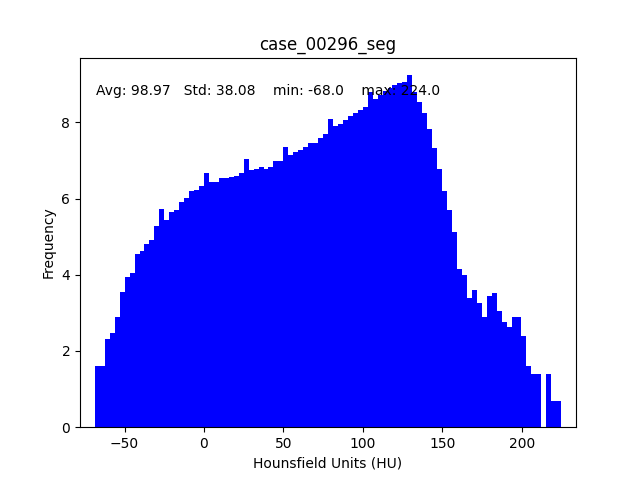 case_00296_seg
Avg: 98.97 Std: 38.08 min: -68.0 max: 224.0
8
6
4
2
0
Frequency
−50 0 50 100 150 200
Hounsfield Units (HU)